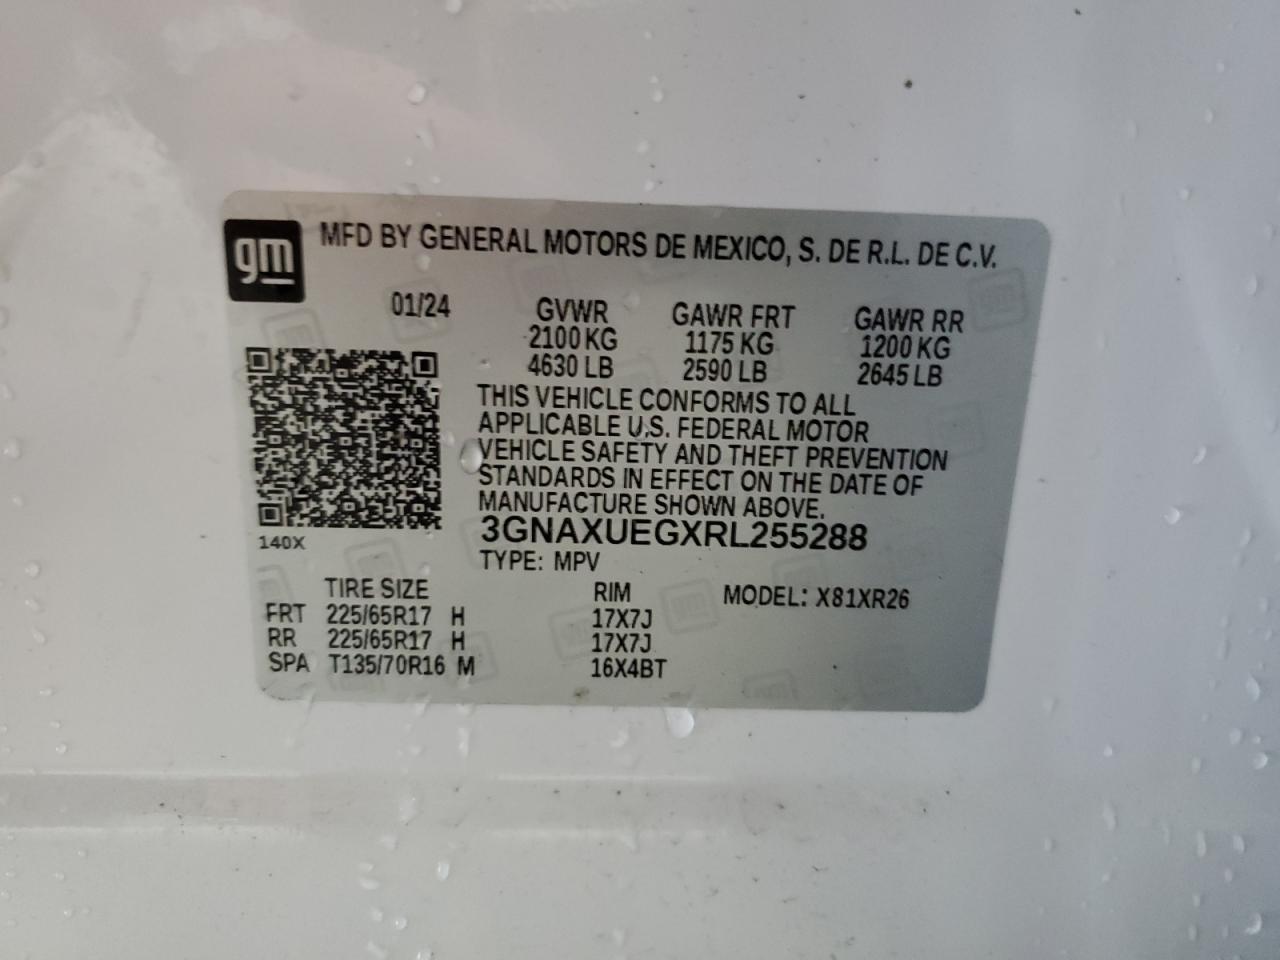 gm
MFD BY GENERAL MOTORS DE MEXICO, S. DE R.L. DE C.V.
01/24 GVWR GAWR FRT GAWR RR
2100 KG 1175 KG 1200 KG
4630 LB 2590 LB 2645 LB
THIS VEHICLE CONFORMS TO ALL
APPLICABLE U.S. FEDERAL MOTOR
VEHICLE SAFETY AND THEFT PREVENTION
STANDARDS IN EFFECT ON THE DATE OF
MANUFACTURE SHOWN ABOVE.
3GNAXUEGXRL255288
140X
TYPE: MPV
TIRE SIZE RIM MODEL: X81XR26
FRT 225/65R17 H 17X7J
RR 225/65R17 H 17X7J
SPA T135/70R16 M 16X4BT